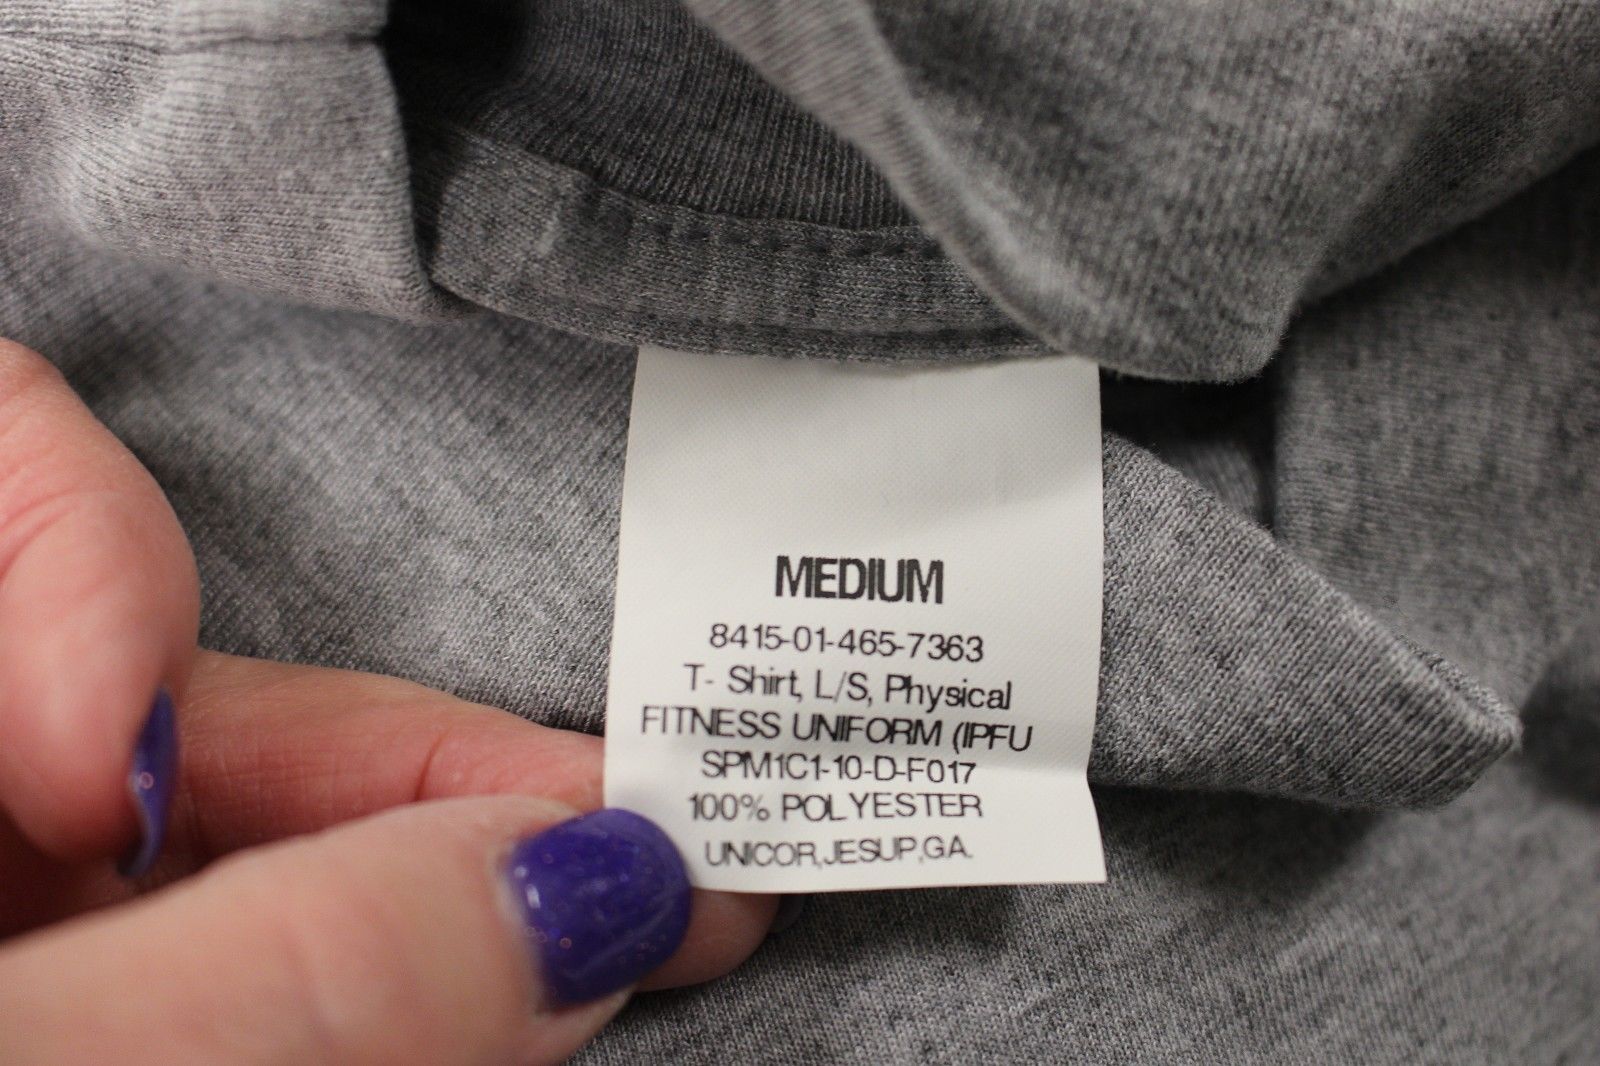 MEDIUM
8415-01-465-7363
T- Shirt, L/S, Physical
FITNESS UNIFORM (IPFU
SPM1C1-10-D-F017
100% POLYESTER
UNICOR,JESUP,GA.